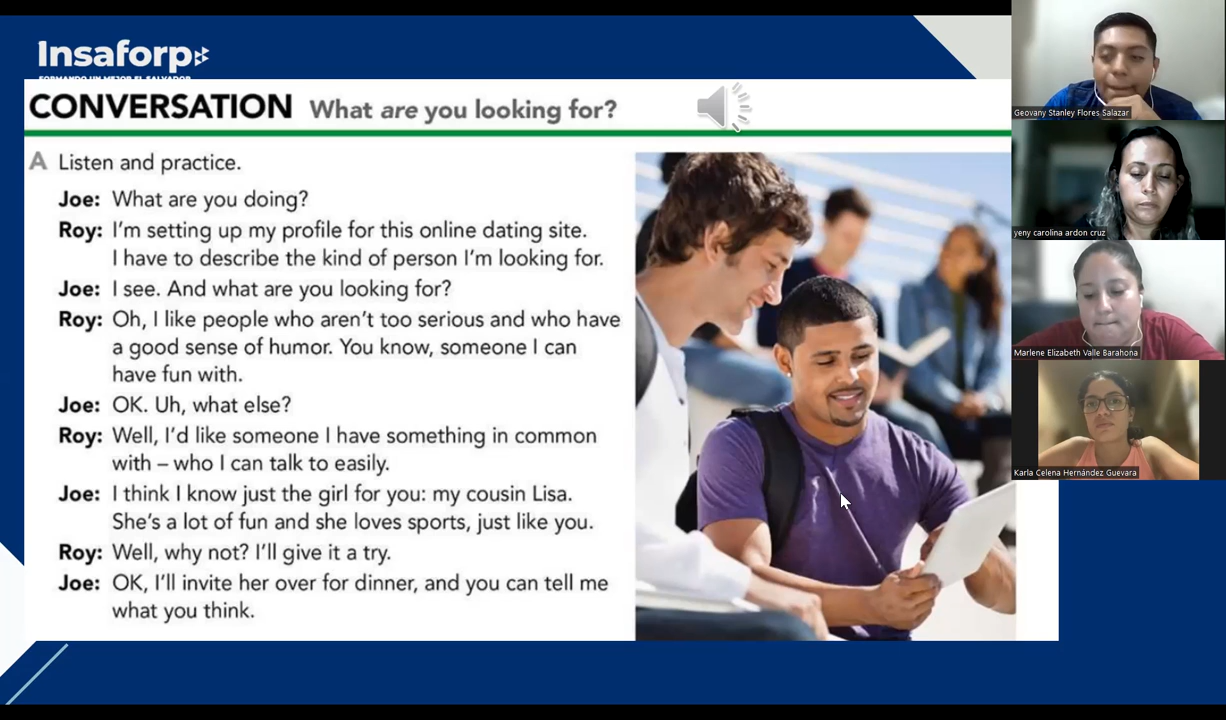 Insaforp
FORMANDO UN MEJOR EL SALVADOR
CONVERSATION What are you looking for?
A Listen and practice.
Joe: What are you doing?
Roy: I'm setting up my profile for this online dating site.
I have to describe the kind of person I'm looking for.
Joe: I see. And what are you looking for?
Roy: Oh, I like people who aren't too serious and who have
a good sense of humor. You know, someone I can
have fun with.
Joe: OK. Uh, what else?
Roy: Well, I'd like someone I have something in common
with – who I can talk to easily.
Joe: I think I know just the girl for you: my cousin Lisa.
She's a lot of fun and she loves sports, just like you.
Roy: Well, why not? I'll give it a try.
Joe: OK, I'll invite her over for dinner, and you can tell me
what you think.
Geovany Stanley Flores Salazar
yeny carolina ardon cruz
Marlene Elizabeth Valle Barahona
Karla Celena Hernández Guevara